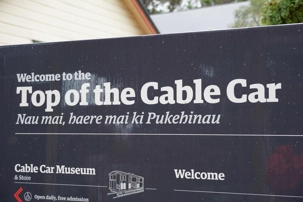 Welcome to the
Top of the Cable Car
Nau mai, haere mai ki Pukehinau
Cable Car Museum
& Store
Open daily, free admission
Welcome